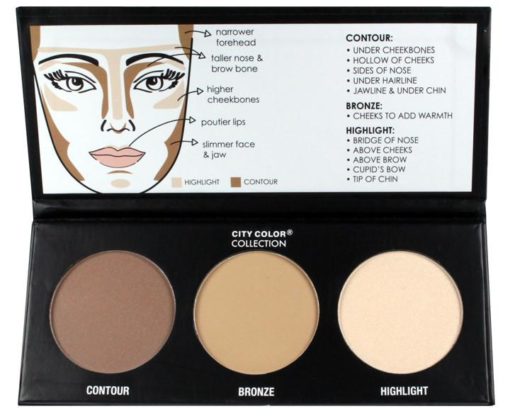 narrower
forehead
taller nose &
brow bone
higher
cheekbones
poutier lips
slimmer face
& jaw
HIGHLIGHT
CONTOUR
CONTOUR:
• UNDER CHEEKBONES
• HOLLOW OF CHEEKS
• SIDES OF NOSE
• UNDER HAIRLINE
• JAWLINE & UNDER CHIN
BRONZE:
• CHEEKS TO ADD WARMTH
HIGHLIGHT:
• BRIDGE OF NOSE
• ABOVE CHEEKS
• ABOVE BROW
• CUPID'S BOW
• TIP OF CHIN
CITY COLOR®
COLLECTION
CONTOUR
BRONZE
HIGHLIGHT